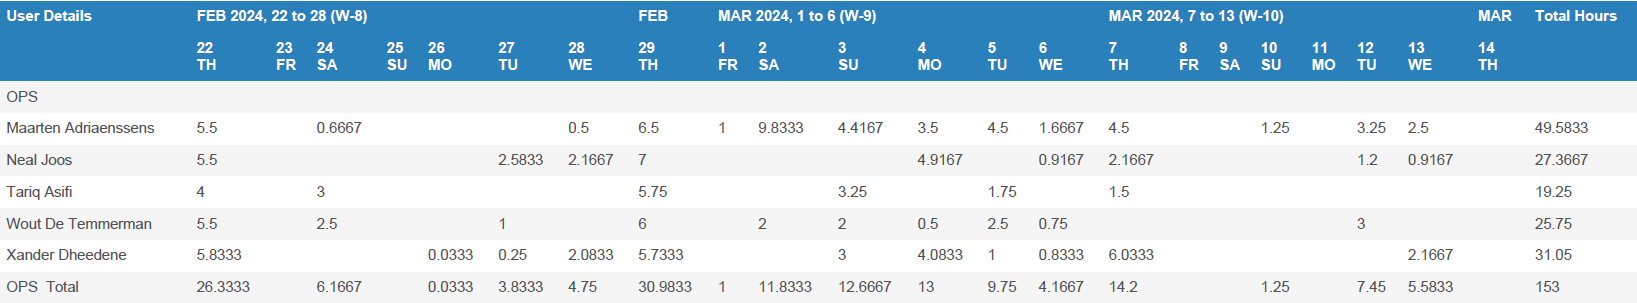 User Details FEB 2024, 22 to 28 (W-8) FEB MAR 2024, 1 to 6 (W-9) MAR 2024, 7 to 13 (W-10) MAR Total Hours
22 23 24 25 26 27 28 29 1 2 3 4 5 6 7 8 9 10 11 12 13 14
TH FR SA SU MO TU WE TH FR SA SU MO TU WE TH FR SA SU MO TU WE TH
OPS
Maarten Adriaenssens 5.5 0.6667 0.5 6.5 1 9.8333 4.4167 3.5 4.5 1.6667 4.5 1.25 3.25 2.5 49.5833
Neal Joos 5.5 2.5833 2.1667 7 4.9167 0.9167 2.1667 1.2 0.9167 27.3667
Tariq Asifi 4 3 5.75 3.25 1.75 1.5 19.25
Wout De Temmerman 5.5 2.5 1 6 2 2 0.5 2.5 0.75 3 25.75
Xander Dheedene 5.8333 0.0333 0.25 2.0833 5.7333 3 4.0833 1 0.8333 6.0333 2.1667 31.05
OPS Total 26.3333 6.1667 0.0333 3.8333 4.75 30.9833 1 11.8333 12.6667 13 9.75 4.1667 14.2 1.25 7.45 5.5833 153